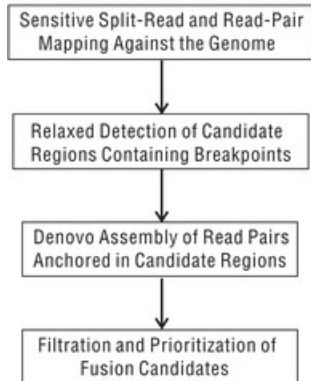 Sensitive Split-Read and Read-Pair
Mapping Against the Genome
Relaxed Detection of Candidate
Regions Containing Breakpoints
Denovo Assembly of Read Pairs
Anchored in Candidate Regions
Filtration and Prioritization of
Fusion Candidates